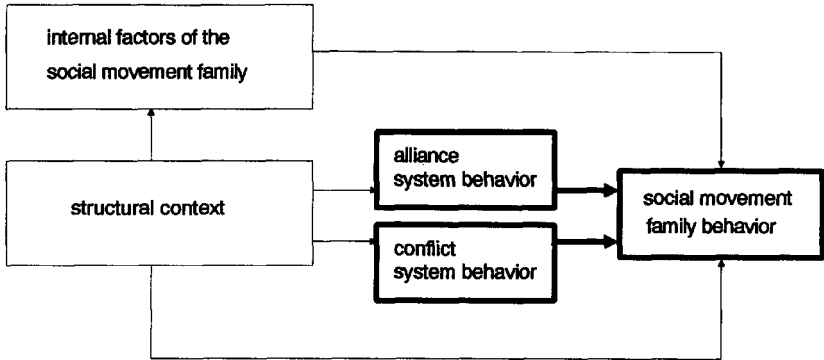 internal factors of the
social movement family
structural context
alliance
system behavior
conflict
system behavior
social movement
family behavior